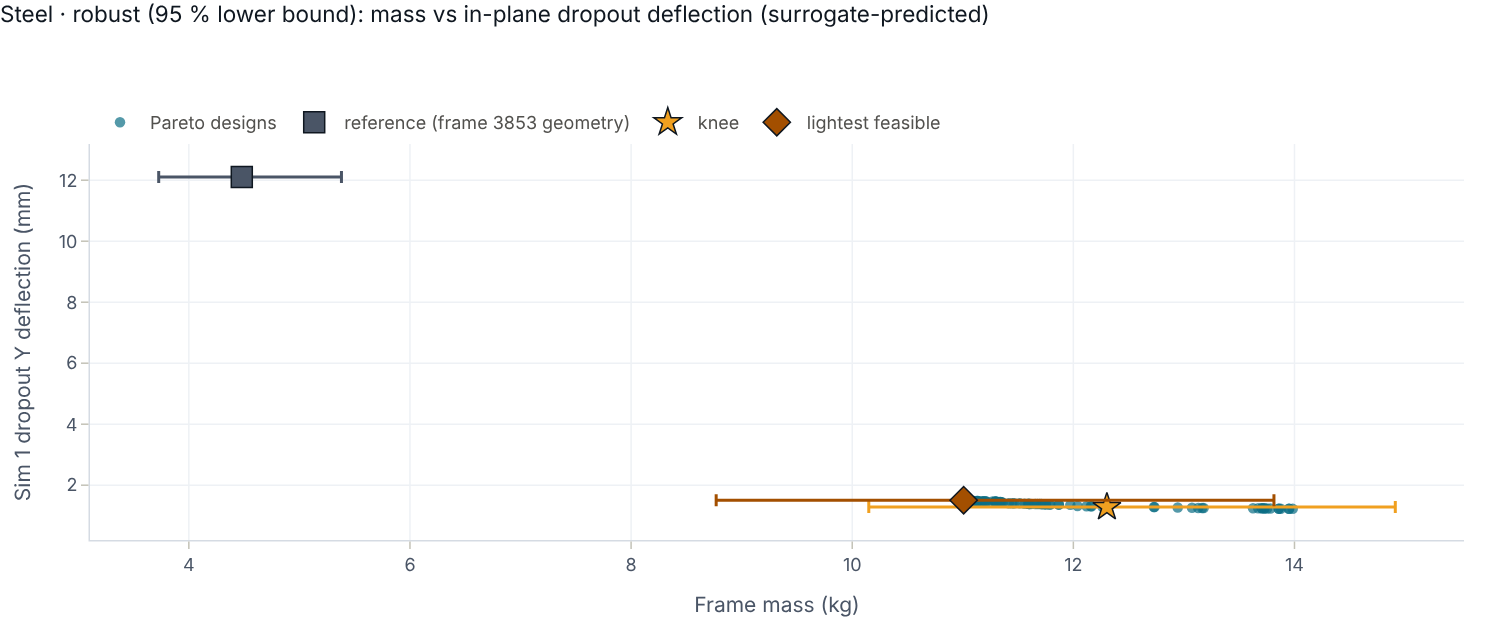 Steel · robust (95 % lower bound): mass vs in-plane dropout deflection (surrogate-predicted)
Pareto designs reference (frame 3853 geometry) knee lightest feasible
Sim 1 dropout Y deflection (mm)
12
10
8
6
4
2
4 6 8 10 12 14
Frame mass (kg)